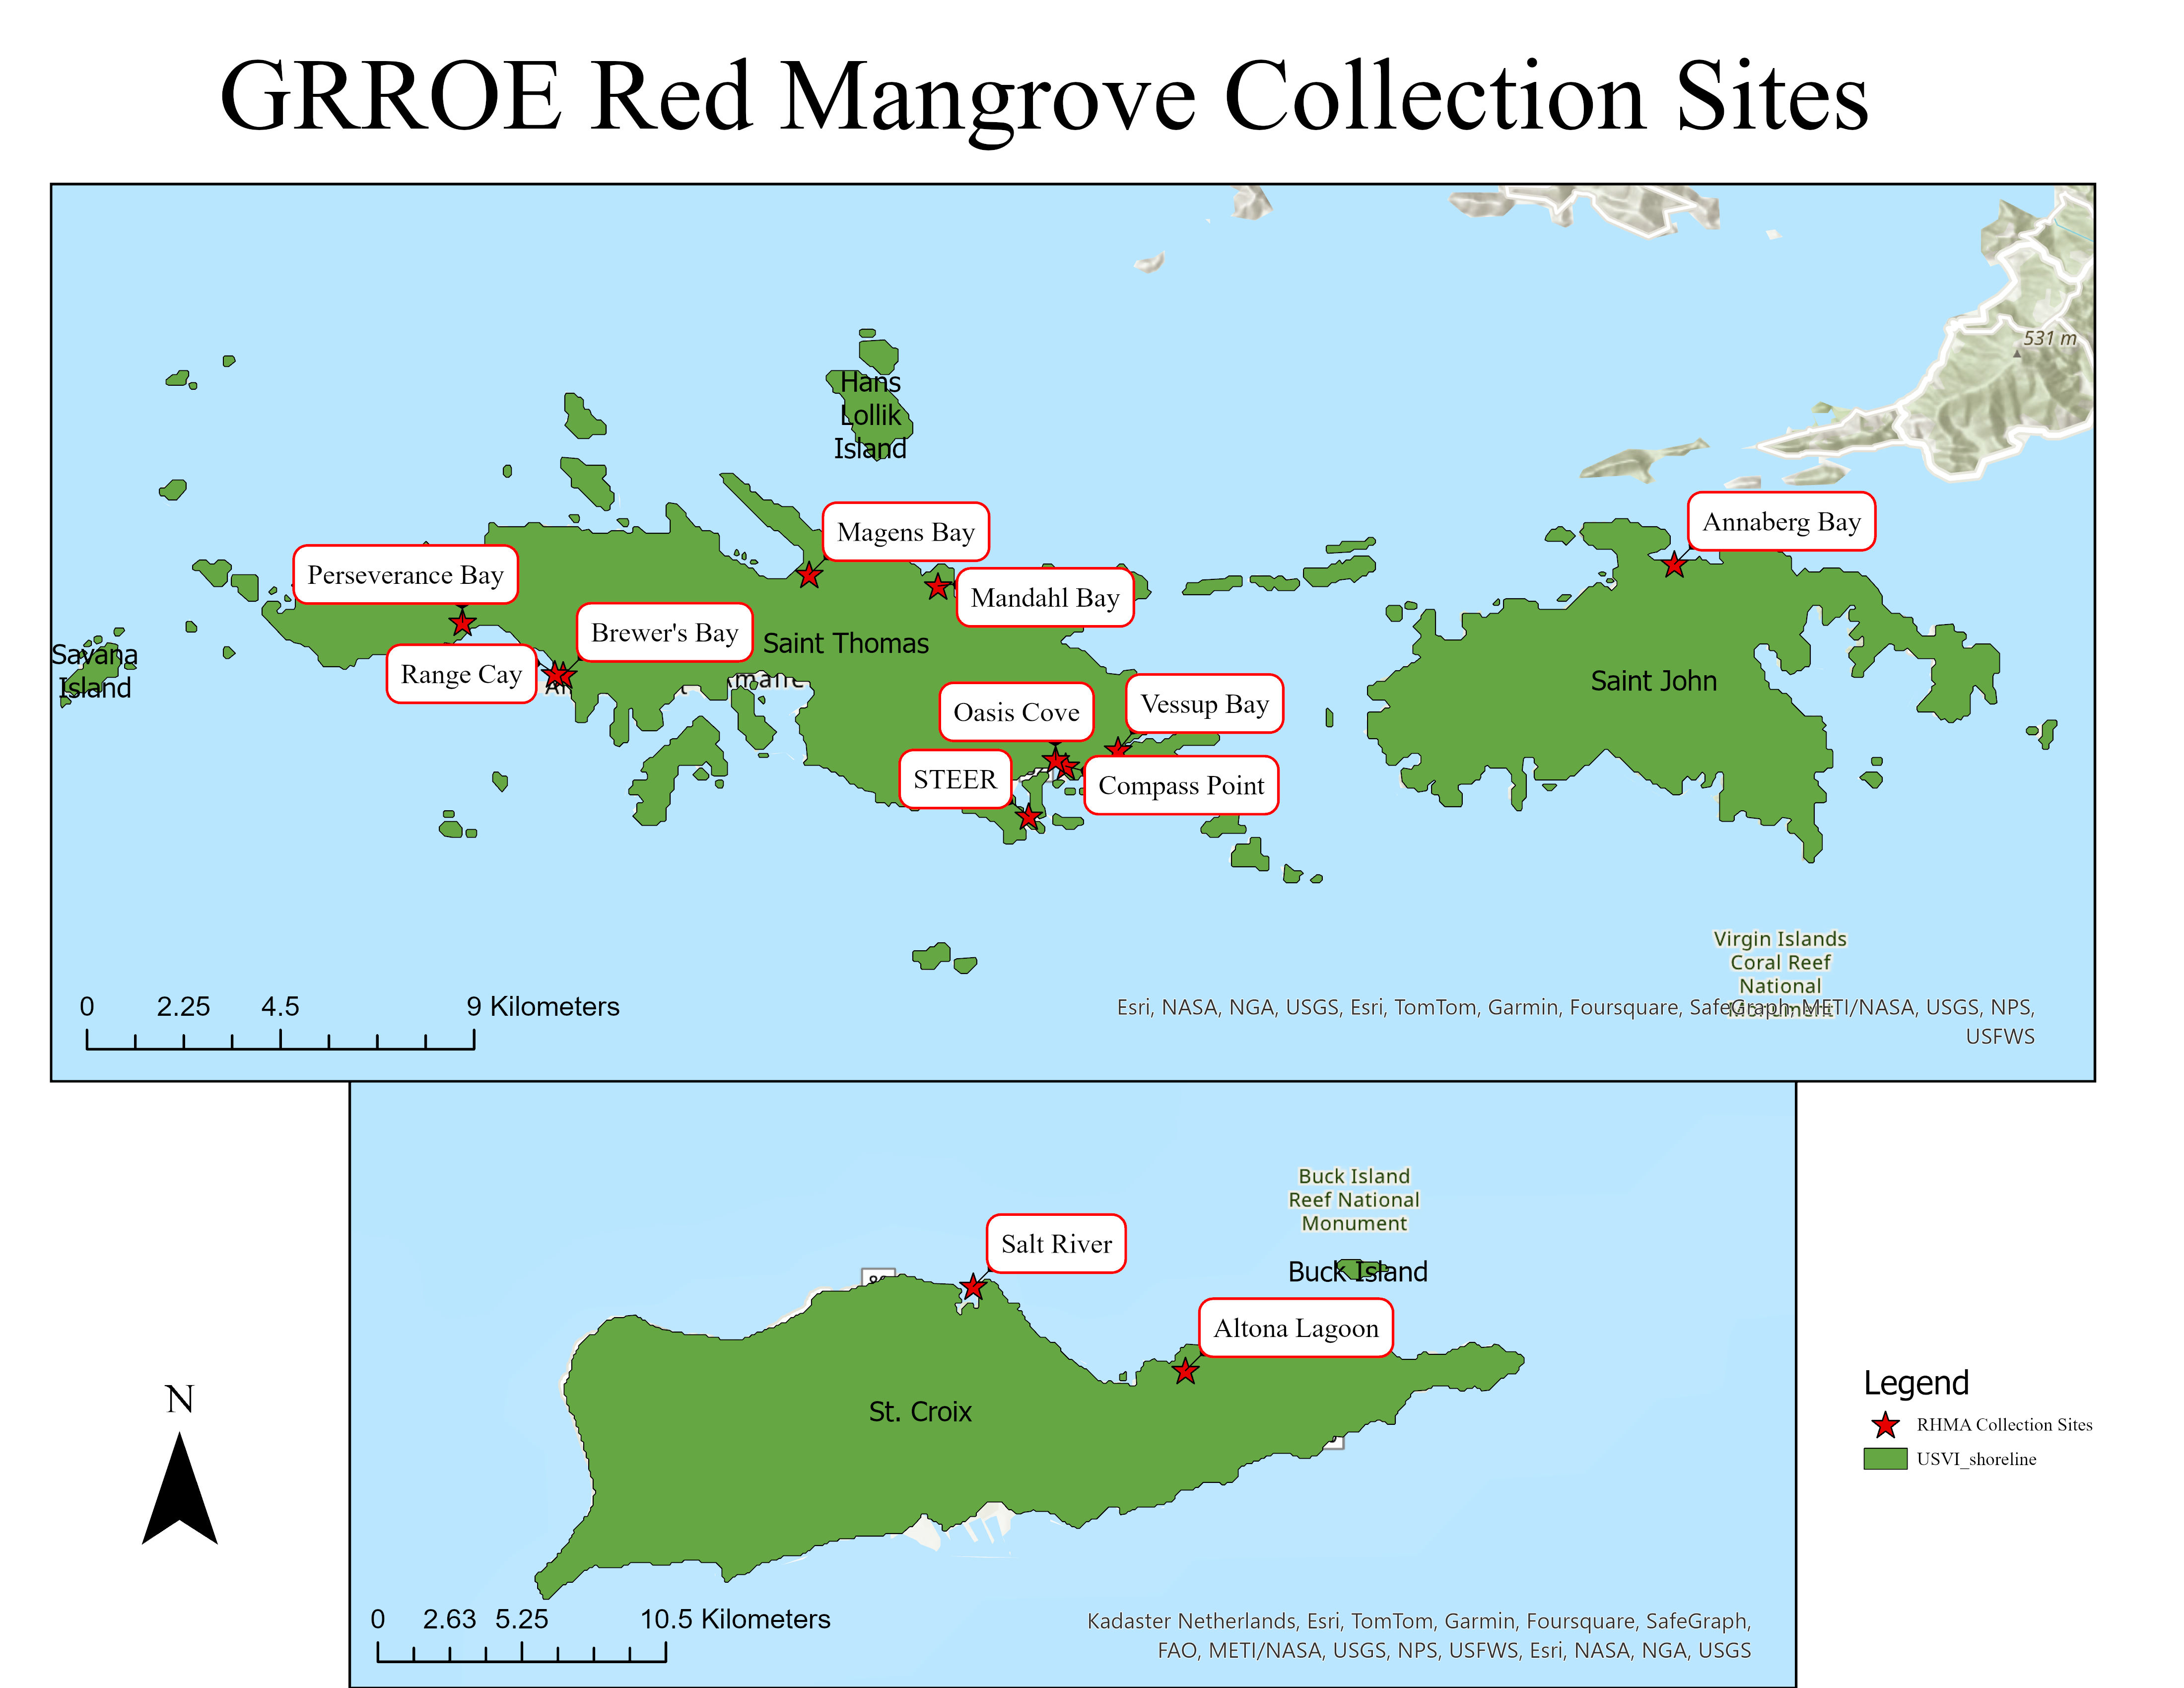 GRROE Red Mangrove Collection Sites
531 m
Hans
Lollik
Island
Magens Bay
Annaberg Bay
Perseverance Bay
Mandahl Bay
Brewer's Bay
Saint Thomas
Savana
Island
Range Cay
Saint John
Oasis Cove
Vessup Bay
STEER
Compass Point
Virgin Islands
Coral Reef
National
Monument
0 2.25 4.5 9 Kilometers
Esri, NASA, NGA, USGS, Esri, TomTom, Garmin, Foursquare, SafeGraph, METI/NASA, USGS, NPS,
USFWS
Buck Island
Reef National
Monument
Salt River
Buck Island
Altona Lagoon
St. Croix
N
Legend
RHMA Collection Sites
USVI_shoreline
0 2.63 5.25 10.5 Kilometers
Kadaster Netherlands, Esri, TomTom, Garmin, Foursquare, SafeGraph,
FAO, METI/NASA, USGS, NPS, USFWS, Esri, NASA, NGA, USGS